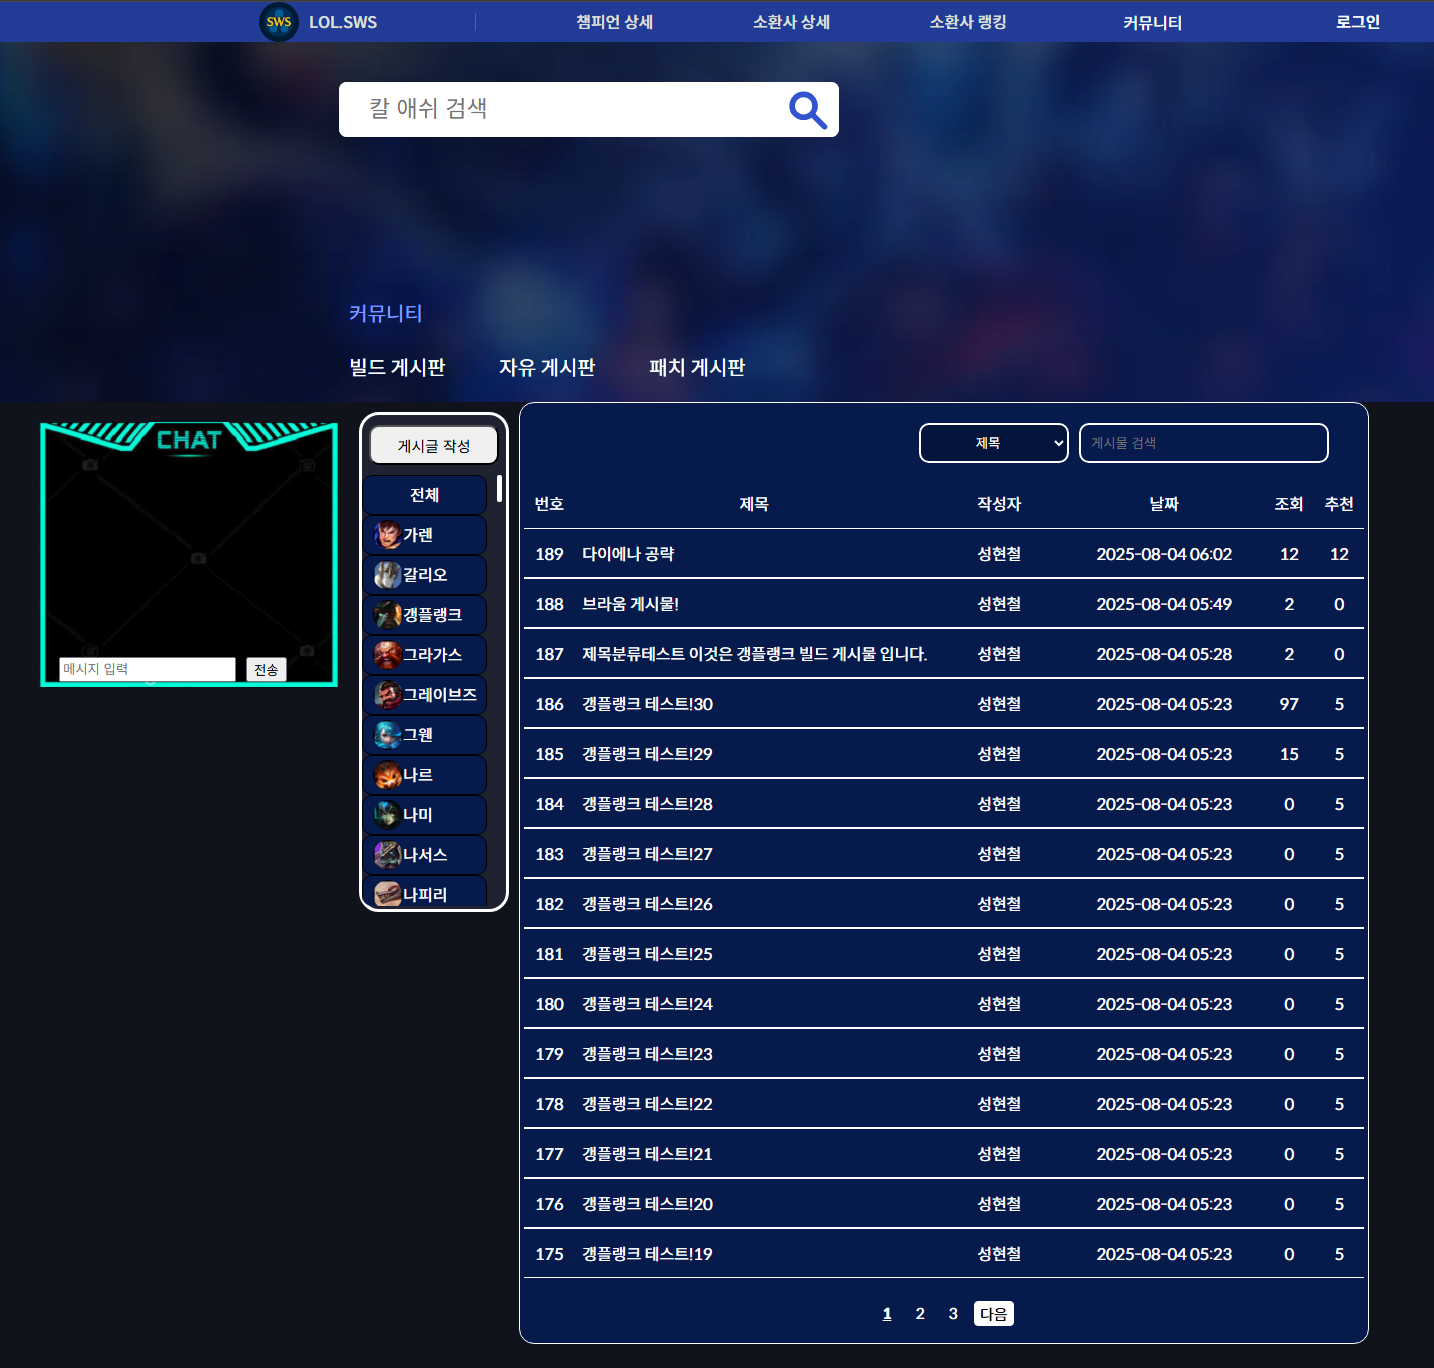 SWS LOL.SWS 챔피언 상세 소환사 상세 소환사 랭킹 커뮤니티 로그인
칼 애쉬 검색
커뮤니티
빌드 게시판 자유 게시판 패치 게시판
CHAT
메시지 입력 전송
게시글 작성
전체
가렌
갈리오
갱플랭크
그라가스
그레이브즈
그웬
나르
나미
나서스
나피리
제목 게시물 검색
번호 제목 작성자 날짜 조회 추천
189 다이에나 공략 성현철 2025-08-04 06:02 12 12
188 브라움 게시물! 성현철 2025-08-04 05:49 2 0
187 제목분류테스트 이것은 갱플랭크 빌드 게시물 입니다. 성현철 2025-08-04 05:28 2 0
186 갱플랭크 테스트!30 성현철 2025-08-04 05:23 97 5
185 갱플랭크 테스트!29 성현철 2025-08-04 05:23 15 5
184 갱플랭크 테스트!28 성현철 2025-08-04 05:23 0 5
183 갱플랭크 테스트!27 성현철 2025-08-04 05:23 0 5
182 갱플랭크 테스트!26 성현철 2025-08-04 05:23 0 5
181 갱플랭크 테스트!25 성현철 2025-08-04 05:23 0 5
180 갱플랭크 테스트!24 성현철 2025-08-04 05:23 0 5
179 갱플랭크 테스트!23 성현철 2025-08-04 05:23 0 5
178 갱플랭크 테스트!22 성현철 2025-08-04 05:23 0 5
177 갱플랭크 테스트!21 성현철 2025-08-04 05:23 0 5
176 갱플랭크 테스트!20 성현철 2025-08-04 05:23 0 5
175 갱플랭크 테스트!19 성현철 2025-08-04 05:23 0 5
1 2 3 다음